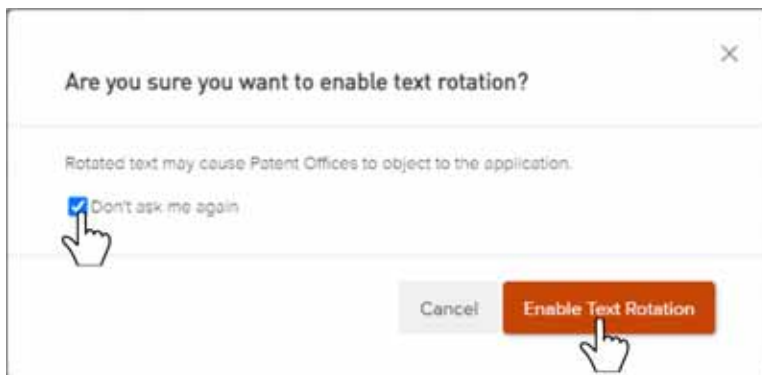 Are you sure you want to enable text rotation?
Rotated text may cause Patent Offices to object to the application.
Don't ask me again
Cancel
Enable Text Rotation